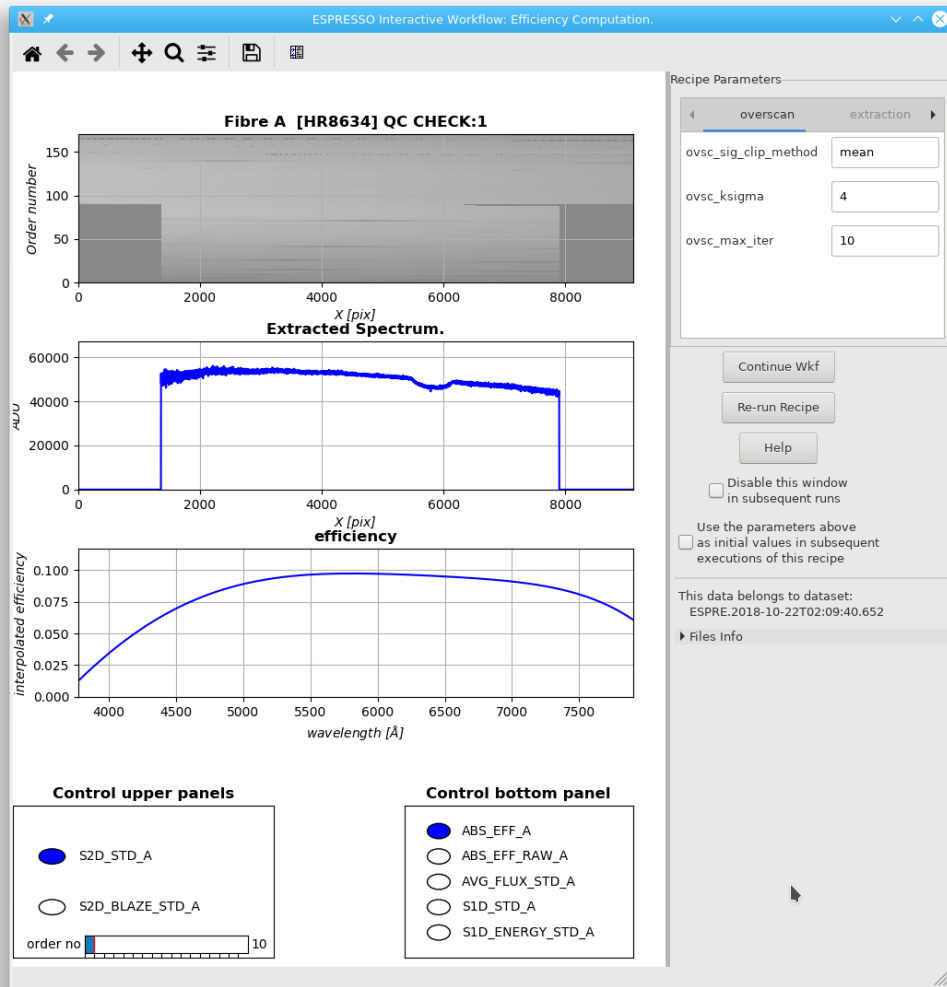 ESPRESSO Interactive Workflow: Efficiency Computation.
Recipe Parameters
overscan
extraction
ovsc_sig_clip_method mean
ovsc_ksigma 4
ovsc_max_iter 10
Continue Wkf
Re-run Recipe
Help
Disable this window
in subsequent runs
Use the parameters above
as initial values in subsequent
executions of this recipe
This data belongs to dataset:
ESPRE.2018-10-22T02:09:40.652
Files Info
Fibre A [HR8634] QC CHECK:1
Order number
150
100
50
0
0 2000 4000 6000 8000
X [pix]
Extracted Spectrum.
ADU
60000
40000
20000
0
0 2000 4000 6000 8000
X [pix]
efficiency
interpolated efficiency
0.100
0.075
0.050
0.025
0.000
4000 4500 5000 5500 6000 6500 7000 7500
wavelength [Å]
Control upper panels
S2D_STD_A
S2D_BLAZE_STD_A
order no 10
Control bottom panel
ABS_EFF_A
ABS_EFF_RAW_A
AVG_FLUX_STD_A
S1D_STD_A
S1D_ENERGY_STD_A